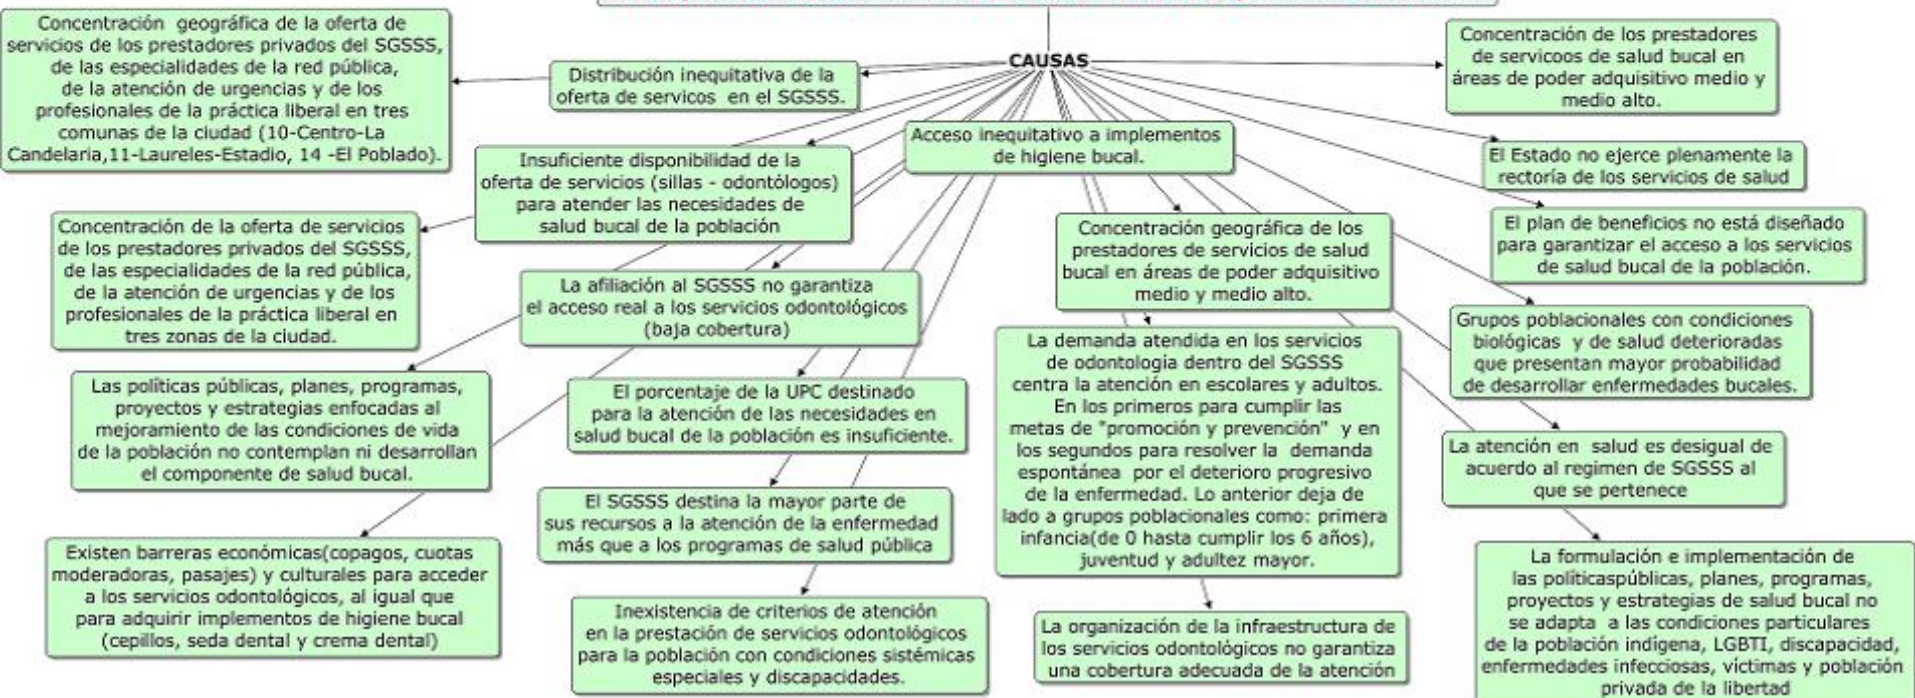 CAUSAS
Concentración geográfica de la oferta de
servicios de los prestadores privados del SGSSS,
de las especialidades de la red pública,
de la atención de urgencias y de los
profesionales de la práctica liberal en tres
comunas de la ciudad (10-Centro-La
Candelaria,11-Laureles-Estadio, 14 -El Poblado).
Distribución inequitativa de la
oferta de servicos en el SGSSS.
Concentración de los prestadores
de servicoos de salud bucal en
áreas de poder adquisitivo medio y
medio alto.
Acceso inequitativo a implementos
de higiene bucal.
Insuficiente disponibilidad de la
oferta de servicios (sillas - odontólogos)
para atender las necesidades de
salud bucal de la población
El Estado no ejerce plenamente la
rectoría de los servicios de salud
Concentración de la oferta de servicios
de los prestadores privados del SGSSS,
de las especialidades de la red pública,
de la atención de urgencias y de los
profesionales de la práctica liberal en
tres zonas de la ciudad.
Concentración geográfica de los
prestadores de servicios de salud
bucal en áreas de poder adquisitivo
medio y medio alto.
El plan de beneficios no está diseñado
para garantizar el acceso a los servicios
de salud bucal de la población.
La afiliación al SGSSS no garantiza
el acceso real a los servicios odontológicos
(baja cobertura)
Grupos poblacionales con condiciones
biológicas y de salud deterioradas
que presentan mayor probabilidad
de desarrollar enfermedades bucales.
Las políticas públicas, planes, programas,
proyectos y estrategias enfocadas al
mejoramiento de las condiciones de vida
de la población no contemplan ni desarrollan
el componente de salud bucal.
El porcentaje de la UPC destinado
para la atención de las necesidades en
salud bucal de la población es insuficiente.
La demanda atendida en los servicios
de odontología dentro del SGSSS
centra la atención en escolares y adultos.
En los primeros para cumplir las
metas de "promoción y prevención" y en
los segundos para resolver la demanda
espontánea por el deterioro progresivo
de la enfermedad. Lo anterior deja de
lado a grupos poblacionales como: primera
infancia(de 0 hasta cumplir los 6 años),
juventud y adultez mayor.
La atención en salud es desigual de
acuerdo al regimen de SGSSS al
que se pertenece
El SGSSS destina la mayor parte de
sus recursos a la atención de la enfermedad
más que a los programas de salud pública
Existen barreras económicas(copagos, cuotas
moderadoras, pasajes) y culturales para acceder
a los servicios odontológicos, al igual que
para adquirir implementos de higiene bucal
(cepillos, seda dental y crema dental)
Inexistencia de criterios de atención
en la prestación de servicios odontológicos
para la población con condiciones sistémicas
especiales y discapacidades.
La organización de la infraestructura de
los servicios odontológicos no garantiza
una cobertura adecuada de la atención
La formulación e implementación de
las politicaspúblicas, planes, programas,
proyectos y estrategias de salud bucal no
se adapta a las condiciones particulares
de la población indígena, LGBTI, discapacidad,
enfermedades infecciosas, víctimas y población
privada de la libertad